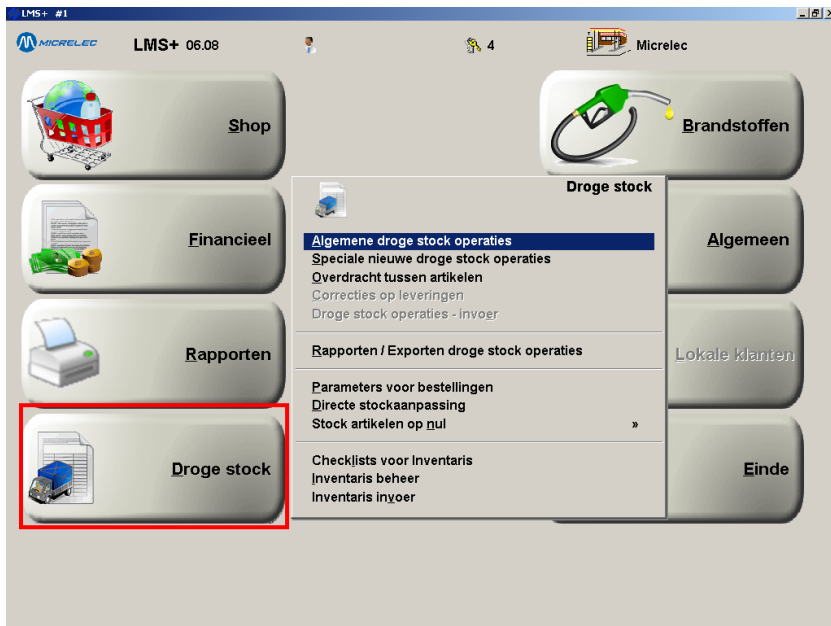 LMS+ #1
MICRELEC
LMS+ 06.08
4
Micrelec
Shop
Brandstoffen
Financieel
Algemeen
Rapporten
Lokale klanten
Droge stock
Einde
Droge stock
Algemene droge stock operaties
Speciale nieuwe droge stock operaties
Overdracht tussen artikelen
Correcties op leveringen
Droge stock operaties - invoer
Rapporten / Exporten droge stock operaties
Parameters voor bestellingen
Directe stockaanpassing
Stock artikelen op nul »
Checklists voor Inventaris
Inventaris beheer
Inventaris invoer